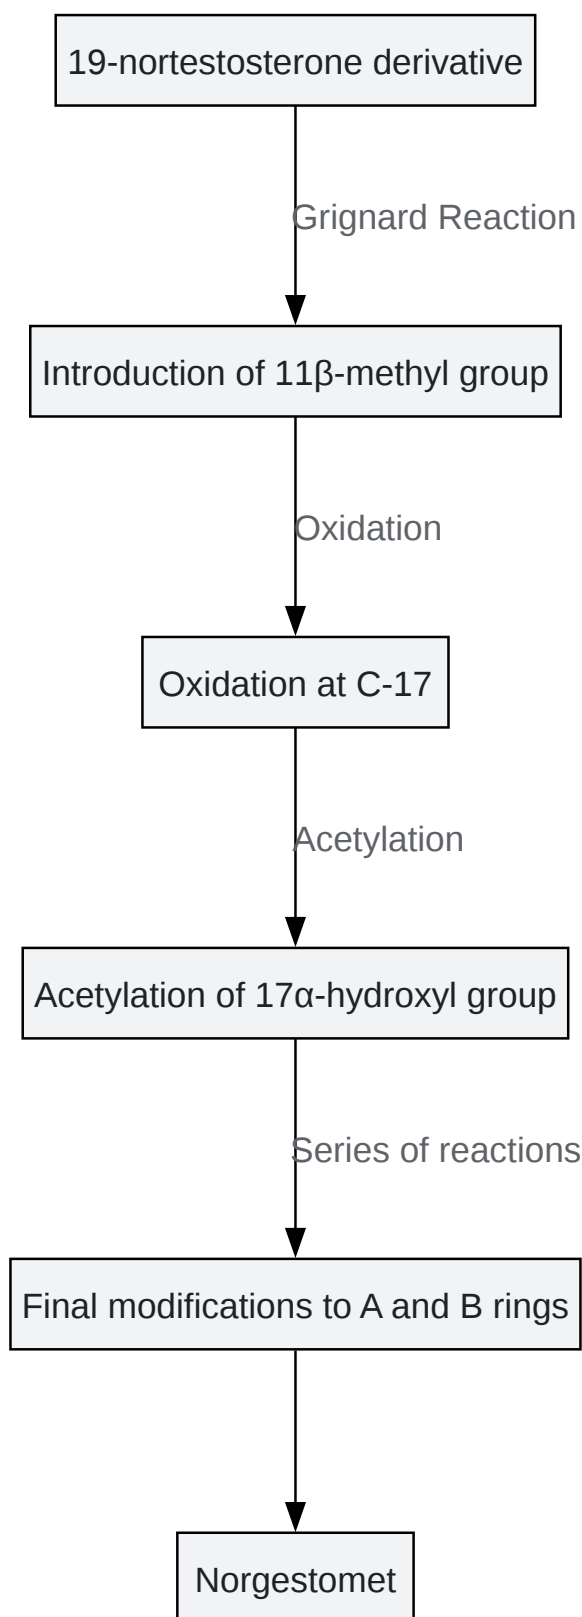 19-nortestosterone derivative
Grignard Reaction
Introduction of 11β-methyl group
Oxidation
Oxidation at C-17
Acetylation
Acetylation of 17α-hydroxyl group
Series of reactions
Final modifications to A and B rings
Norgestomet